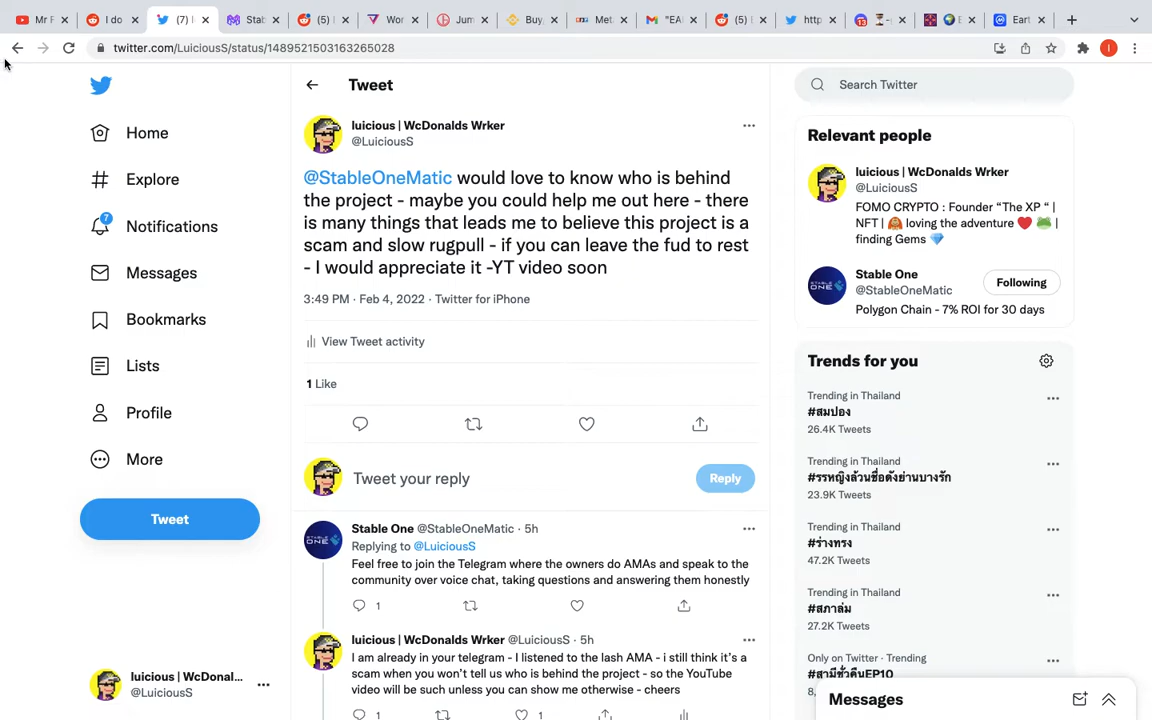 Mr F
I do
(7) l
Stab
(5)
Wor
Jum
Buy,
Met
"EAI
(5) E
http
Eart
twitter.com/LuiciousS/status/1489521503163265028
Home
Explore
7
Notifications
Messages
Bookmarks
Lists
Profile
More
Tweet
luicious | WcDonal...
@LuiciousS
Tweet
luicious | WcDonalds Wrker
@LuiciousS
@StableOneMatic would love to know who is behind
the project - maybe you could help me out here - there
is many things that leads me to believe this project is a
scam and slow rugpull - if you can leave the fud to rest
- I would appreciate it -YT video soon
3:49 PM · Feb 4, 2022 · Twitter for iPhone
View Tweet activity
1 Like
Tweet your reply
Reply
Stable One @StableOneMatic · 5h
Replying to @LuiciousS
Feel free to join the Telegram where the owners do AMAs and speak to the
community over voice chat, taking questions and answering them honestly
1
luicious | WcDonalds Wrker @LuiciousS · 5h
I am already in your telegram - I listened to the lash AMA - i still think it's a
scam when you won't tell us who is behind the project - so the YouTube
video will be such unless you can show me otherwise - cheers
1 1
Search Twitter
Relevant people
luicious | WcDonalds Wrker
@LuiciousS
FOMO CRYPTO : Founder "The XP " |
NFT | 🙈 loving the adventure ❤️ 🐸 |
finding Gems 💎
Stable One
@StableOneMatic
Following
Polygon Chain - 7% ROI for 30 days
Trends for you
Trending in Thailand
#สมปอง
26.4K Tweets
Trending in Thailand
#รรหญิงล้วนชื่อดังย่านบางรัก
23.9K Tweets
Trending in Thailand
#ร่างทรง
47.2K Tweets
Trending in Thailand
#สภาล่ม
27.2K Tweets
Only on Twitter · Trending
#สามีชั่วคืนEP10
Messages